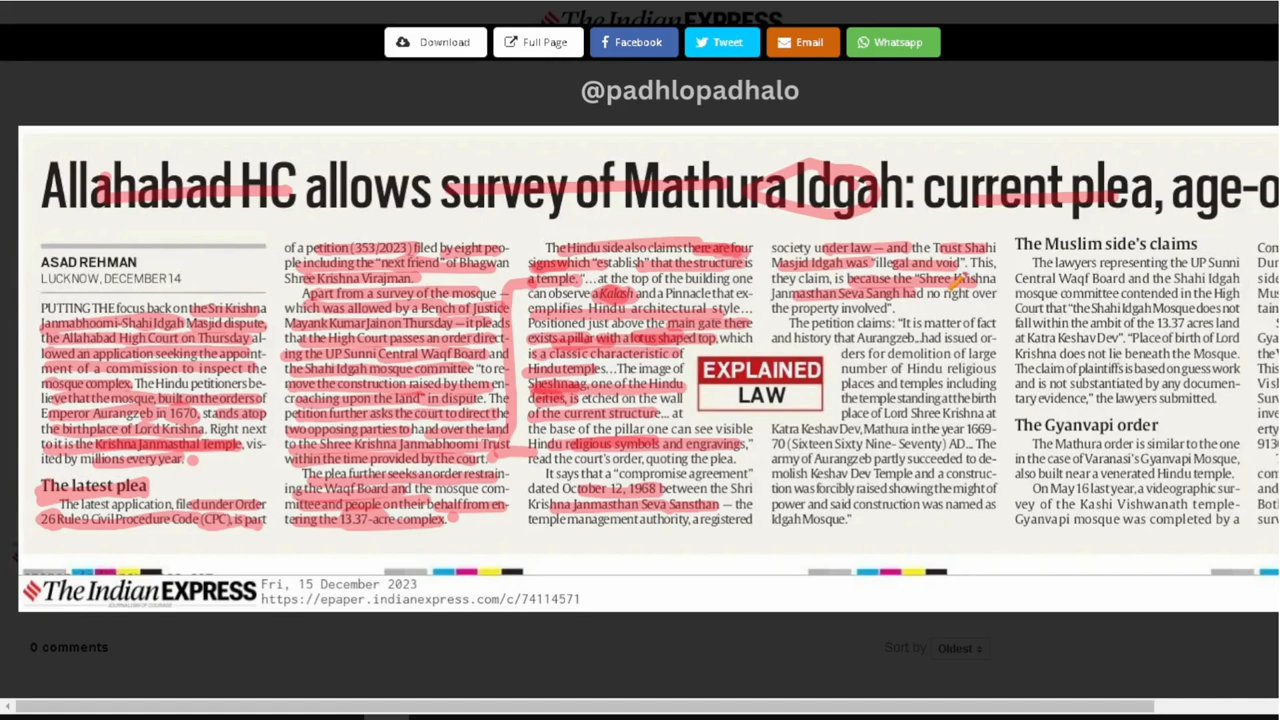 The Indian EXPRESS
Download
Full Page
Facebook
Tweet
Email
Whatsapp
@padhlopadhalo
Allahabad HC allows survey of Mathura Idgah: current plea, age-o
ASAD REHMAN
LUCKNOW, DECEMBER 14
PUTTING THE focus back on the Sri Krishna
Janmabhoomi-Shahi Idgah Masjid dispute,
the Allahabad High Court on Thursday al-
lowed an application seeking the appoint-
ment of a commission to inspect the
mosque complex. The Hindu petitioners be-
lieve that the mosque, built on the orders of
Emperor Aurangzeb in 1670, stands atop
the birthplace of Lord Krishna. Right next
to it is the Krishna Janmasthal Temple, vis-
ited by millions every year.
The latest plea
The latest application, filed under Order
26 Rule 9 Civil Procedure Code (CPC), is part
of a petition (353/2023) filed by eight peo-
ple including the “next friend” of Bhagwan
Shree Krishna Virajman.
Apart from a survey of the mosque —
which was allowed by a Bench of Justice
Mayank Kumar Jain on Thursday — it pleads
that the High Court passes an order direct-
ing the UP Sunni Central Waqf Board and
the Shahi Idgah mosque committee “to re-
move the construction raised by them en-
croaching upon the land” in dispute. The
petition further asks the court to direct the
two opposing parties to hand over the land
to the Shree Krishna Janmabhoomi Trust
within the time provided by the court.
The plea further seeks an order restrain-
ing the Waqf Board and the mosque com-
mittee and people on their behalf from en-
tering the 13.37-acre complex.
The Hindu side also claims there are four
signs which “establish” that the structure is
a temple. “...at the top of the building one
can observe a Kalash and a Pinnacle that ex-
emplifies Hindu architectural style...
Positioned just above the main gate there
exists a pillar with a lotus shaped top, which
is a classic characteristic of
Hindu temples...The image of
Sheshnaag, one of the Hindu
deities, is etched on the wall
of the current structure... at
the base of the pillar one can see visible
Hindu religious symbols and engravings,”
read the court’s order, quoting the plea.
It says that a “compromise agreement”
dated October 12, 1968 between the Shri
Krishna Janmasthan Seva Sansthan — the
temple management authority, a registered
society under law — and the Trust Shahi
Masjid Idgah was “illegal and void”. This,
they claim, is because the “Shree Krishna
Janmasthan Seva Sangh had no right over
the property involved”.
The petition claims: “It is matter of fact
and history that Aurangzeb...had issued or-
ders for demolition of large
number of Hindu religious
places and temples including
the temple standing at the birth
place of Lord Shree Krishna at
Katra Keshav Dev, Mathura in the year 1669-
70 (Sixteen Sixty Nine- Seventy) AD... The
army of Aurangzeb partly succeeded to de-
molish Keshav Dev Temple and a construc-
tion was forcibly raised showing the might of
power and said construction was named as
Idgah Mosque.”
EXPLAINED
LAW
The Muslim side’s claims
The lawyers representing the UP Sunni
Central Waqf Board and the Shahi Idgah
mosque committee contended in the High
Court that “the Shahi Idgah Mosque does not
fall within the ambit of the 13.37 acres land
at Katra Keshav Dev”. “Place of birth of Lord
Krishna does not lie beneath the Mosque.
The claim of plaintiffs is based on guess work
and is not substantiated by any documen-
tary evidence,” the lawyers submitted.
The Gyanvapi order
The Mathura order is similar to the one
in the case of Varanasi’s Gyanvapi Mosque,
also built near a venerated Hindu temple.
On May 16 last year, a videographic sur-
vey of the Kashi Vishwanath temple-
Gyanvapi mosque was completed by a
The Indian EXPRESS
Fri, 15 December 2023
https://epaper.indianexpress.com/c/74114571
0 comments
Sort by Oldest